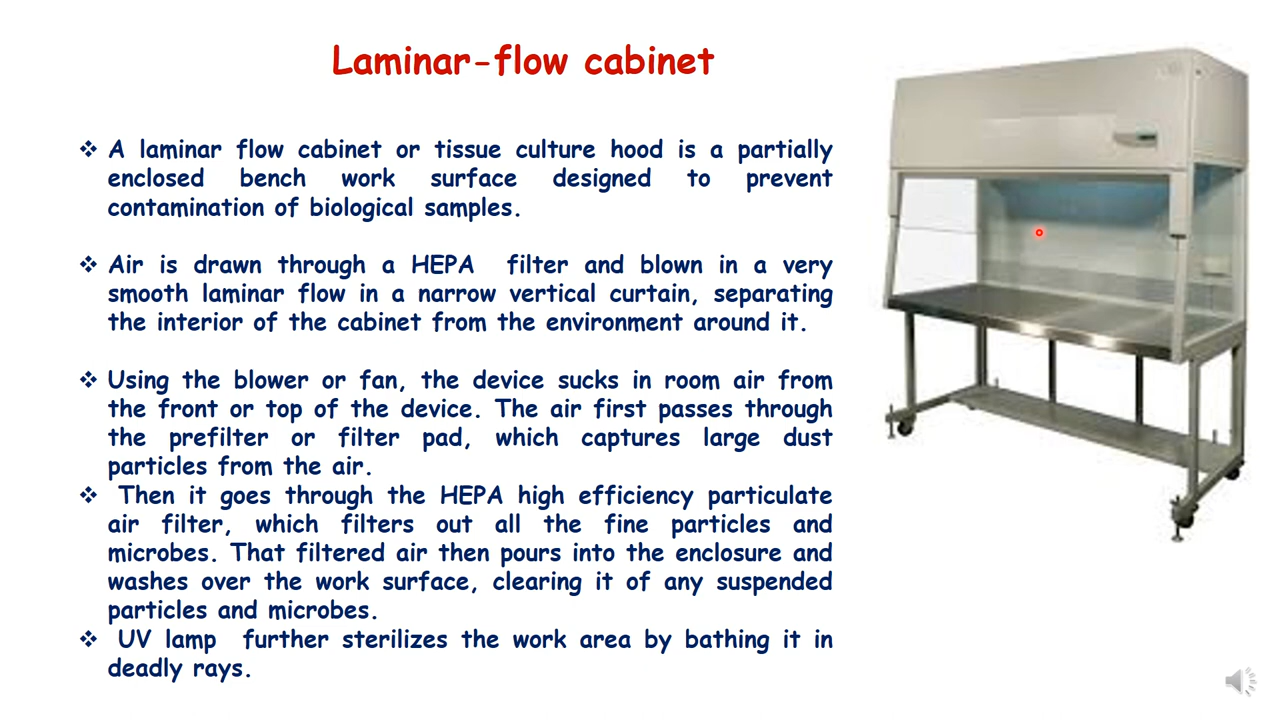 Laminar-flow cabinet
❖ A laminar flow cabinet or tissue culture hood is a partially
enclosed bench work surface designed to prevent
contamination of biological samples.
❖ Air is drawn through a HEPA filter and blown in a very
smooth laminar flow in a narrow vertical curtain, separating
the interior of the cabinet from the environment around it.
❖ Using the blower or fan, the device sucks in room air from
the front or top of the device. The air first passes through
the prefilter or filter pad, which captures large dust
particles from the air.
❖ Then it goes through the HEPA high efficiency particulate
air filter, which filters out all the fine particles and
microbes. That filtered air then pours into the enclosure and
washes over the work surface, clearing it of any suspended
particles and microbes.
❖ UV lamp further sterilizes the work area by bathing it in
deadly rays.